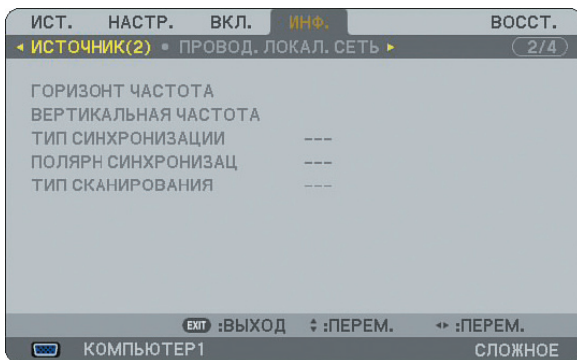 ИСТ. НАСТР. ВКЛ. ИНФ. ВОССТ.
ИСТОЧНИК(2) • ПРОВОД. ЛОКАЛ. СЕТЬ 2/4
ГОРИЗОНТ ЧАСТОТА
ВЕРТИКАЛЬНАЯ ЧАСТОТА
ТИП СИНХРОНИЗАЦИИ ---
ПОЛЯРН СИНХРОНИЗАЦ ---
ТИП СКАНИРОВАНИЯ ---
EXIT :ВЫХОД :ПЕРЕМ. :ПЕРЕМ.
КОМПЬЮТЕР1 СЛОЖНОЕ